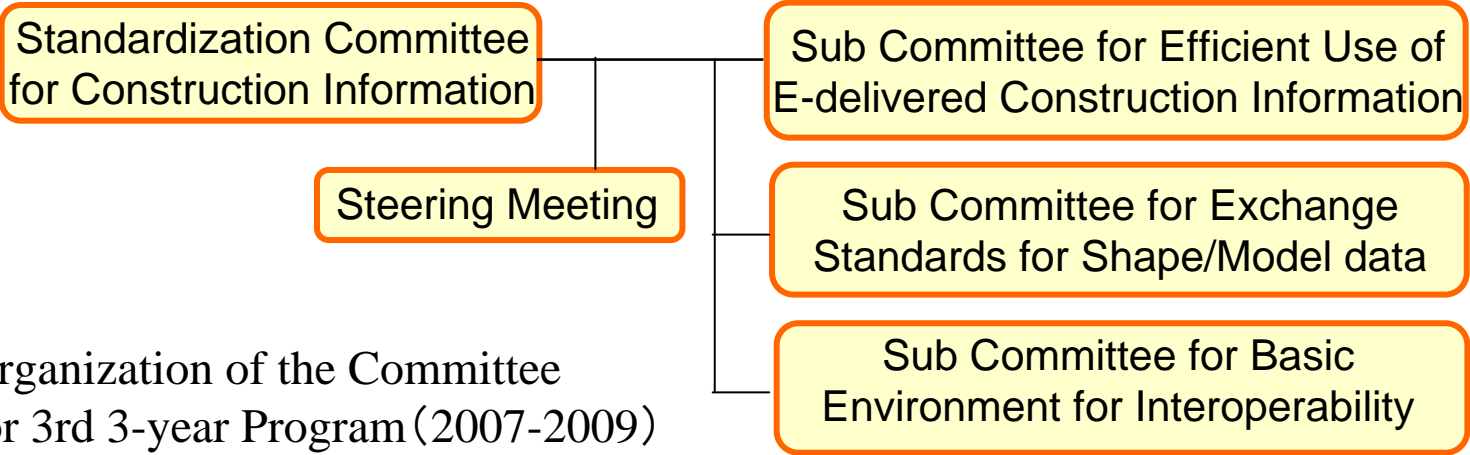 Standardization Committee
for Construction Information
Sub Committee for Efficient Use of
E-delivered Construction Information
Steering Meeting
Sub Committee for Exchange
Standards for Shape/Model data
Sub Committee for Basic
Environment for Interoperability
rganization of the Committee
or 3rd 3-year Program（2007-2009）